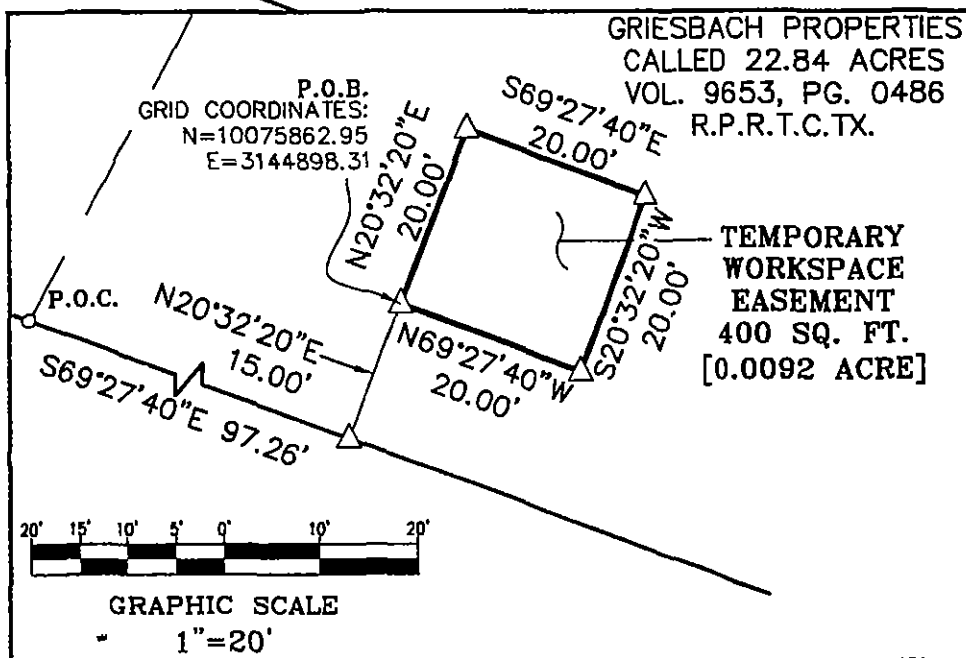 GRIESBACH PROPERTIES
CALLED 22.84 ACRES
VOL. 9653, PG. 0486
R.P.R.T.C.TX.
P.O.B.
GRID COORDINATES:
N=10075862.95
E=3144898.31
N20°32'20"E
20.00'
S69°27'40"E
20.00'
S20°32'20"W
20.00'
N69°27'40"W
20.00'
TEMPORARY
WORKSPACE
EASEMENT
400 SQ. FT.
[0.0092 ACRE]
P.O.C.
N20°32'20"E
15.00'
S69°27'40"E 97.26'
20' 15' 10' 5' 0' 10' 20'
GRAPHIC SCALE
1"=20'